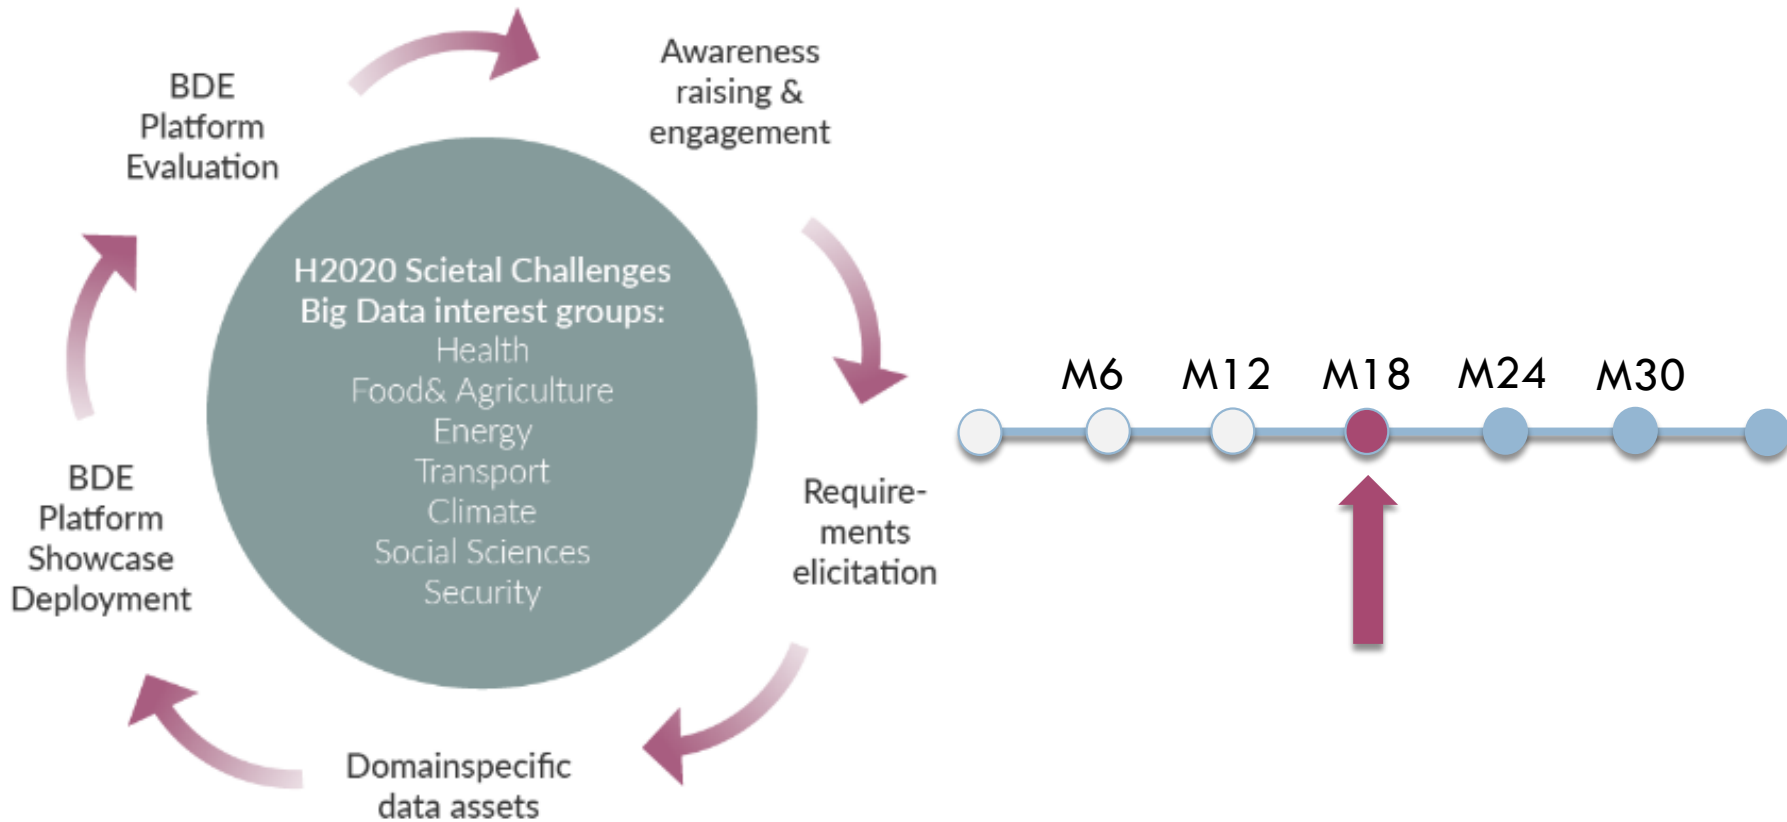 Awareness
raising &
engagement
BDE
Platform
Evaluation
H2020 Scietal Challenges
Big Data interest groups:
Health
Food& Agriculture
Energy
Transport
Climate
Social Sciences
Security
Require-
ments
elicitation
BDE
Platform
Showcase
Deployment
Domainspecific
data assets
M6 M12 M18 M24 M30